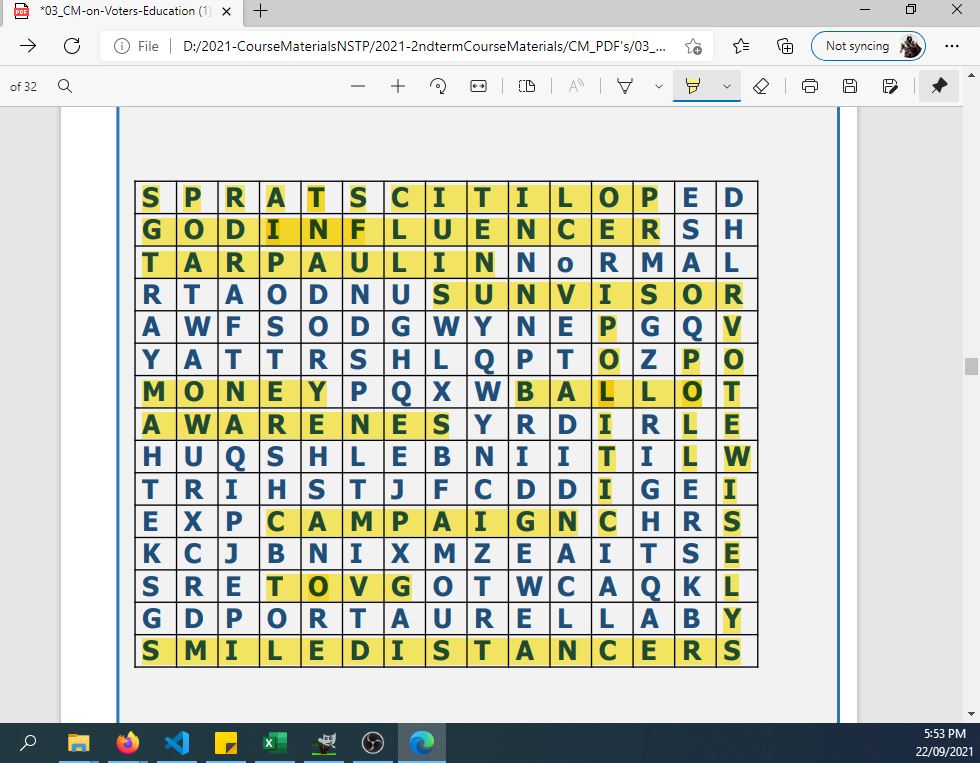 *03_CM-on-Voters-Education (1)
File D:/2021-CourseMaterialsNSTP/2021-2ndtermCourseMaterials/CM_PDF's/03_... Not syncing
of 32
S P R A T S C I T I L O P E D
G O D I N F L U E N C E R S H
T A R P A U L I N N o R M A L
R T A O D N U S U N V I S O R
A W F S O D G W Y N E P G Q V
Y A T T R S H L Q P T O Z P O
M O N E Y P Q X W B A L L O T
A W A R E N E S Y R D I R L E
H U Q S H L E B N I I T I L W
T R I H S T J F C D D I G E I
E X P C A M P A I G N C H R S
K C J B N I X M Z E A I T S E
S R E T O V G O T W C A Q K L
G D P O R T A U R E L L A B Y
S M I L E D I S T A N C E R S
5:53 PM
22/09/2021